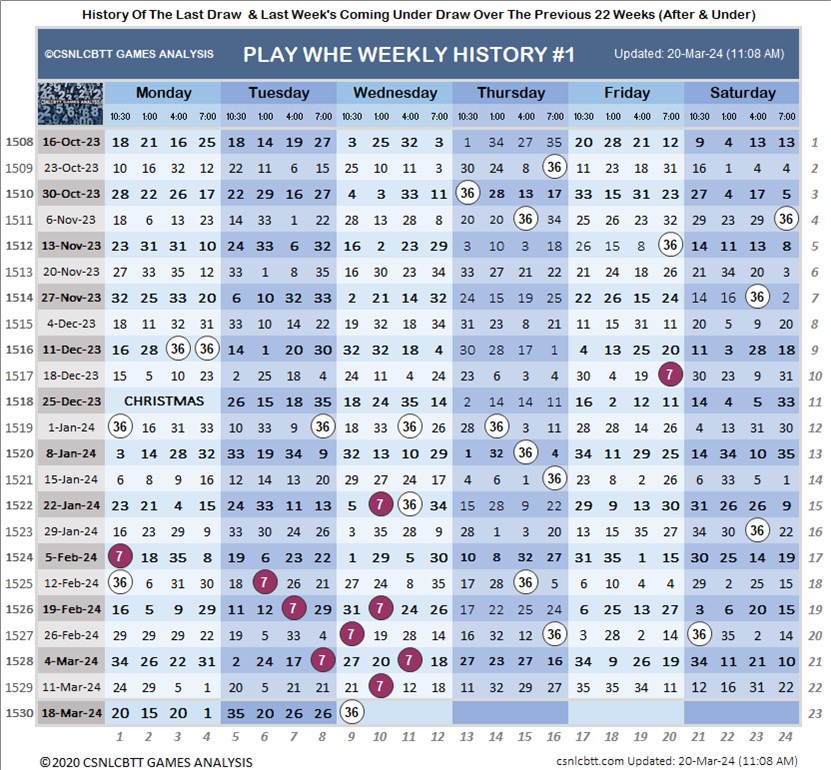 History Of The Last Draw & Last Week's Coming Under Draw Over The Previous 22 Weeks (After & Under)
©CSNLCBTT GAMES ANALYSIS PLAY WHE WEEKLY HISTORY #1 Updated: 20-Mar-24 (11:08 AM)
Monday Tuesday Wednesday Thursday Friday Saturday
10:30 1:00 4:00 7:00 10:30 1:00 4:00 7:00 10:30 1:00 4:00 7:00 10:30 1:00 4:00 7:00 10:30 1:00 4:00 7:00 10:30 1:00 4:00 7:00
1508 16-Oct-23 18 21 16 25 18 14 19 27 3 25 32 3 1 34 27 35 20 28 21 12 9 4 13 13 1
1509 23-Oct-23 10 16 32 12 22 11 6 15 25 10 11 3 30 24 8 36 11 23 18 31 16 1 4 4 2
1510 30-Oct-23 28 22 26 17 22 29 16 27 4 3 33 11 36 28 13 17 33 15 31 23 27 4 17 5 3
1511 6-Nov-23 18 6 13 23 14 33 1 22 28 13 28 8 20 20 36 34 25 26 23 32 29 23 29 36 4
1512 13-Nov-23 23 31 31 10 24 33 6 32 16 2 23 29 3 10 3 18 26 15 8 36 14 11 13 8 5
1513 20-Nov-23 27 33 35 12 33 1 8 35 16 30 23 34 33 27 21 22 21 24 18 26 21 34 20 3 6
1514 27-Nov-23 32 25 33 20 6 10 32 33 2 21 14 32 24 15 19 25 22 26 15 24 14 16 36 2 7
1515 4-Dec-23 18 11 32 31 33 10 14 22 19 32 18 34 31 23 8 21 11 15 31 11 20 5 9 20 8
1516 11-Dec-23 16 28 36 36 14 1 20 30 32 32 18 4 30 28 17 1 4 13 25 20 11 3 28 18 9
1517 18-Dec-23 15 5 10 23 2 25 18 4 24 11 4 24 23 6 3 4 30 4 19 7 30 23 9 31 10
1518 25-Dec-23 CHRISTMAS 26 15 18 35 18 24 35 14 2 14 14 11 16 2 12 11 14 4 5 33 11
1519 1-Jan-24 36 16 31 33 10 33 9 36 18 33 36 26 28 36 3 11 28 28 14 26 4 13 31 30 12
1520 8-Jan-24 3 14 28 32 33 19 34 9 32 13 10 29 1 32 36 4 34 11 29 25 14 34 10 35 13
1521 15-Jan-24 6 8 9 16 12 14 13 20 29 27 24 17 4 6 1 36 23 8 2 26 6 33 5 1 14
1522 22-Jan-24 23 21 4 15 24 33 11 13 5 7 36 34 15 28 9 22 29 9 13 30 31 26 26 9 15
1523 29-Jan-24 16 23 29 9 33 30 24 26 3 35 28 9 28 1 3 20 13 15 35 27 34 30 36 22 16
1524 5-Feb-24 7 18 35 8 19 6 23 22 1 29 5 30 10 8 32 27 31 35 1 15 30 25 14 19 17
1525 12-Feb-24 36 6 31 30 18 7 26 21 27 24 8 35 17 28 36 5 6 10 4 4 29 2 25 15 18
1526 19-Feb-24 16 5 9 29 11 12 7 29 31 7 24 26 17 22 25 24 6 25 13 27 3 6 20 15 19
1527 26-Feb-24 29 29 29 22 19 5 33 4 7 19 28 14 16 32 12 36 3 28 2 14 36 35 2 14 20
1528 4-Mar-24 34 26 22 31 2 24 17 7 27 20 7 18 27 23 27 16 34 9 26 19 34 11 21 10 21
1529 11-Mar-24 24 29 5 1 20 5 21 21 21 7 12 18 11 32 29 27 35 35 34 11 12 16 31 32 22
1530 18-Mar-24 20 15 20 1 35 20 26 26 36 23
1 2 3 4 5 6 7 8 9 10 11 12 13 14 15 16 17 18 19 20 21 22 23 24
©2020 CSNLCBTT GAMES ANALYSIS csnlcbtt.com Updated: 20-Mar-24 (11:08 AM)